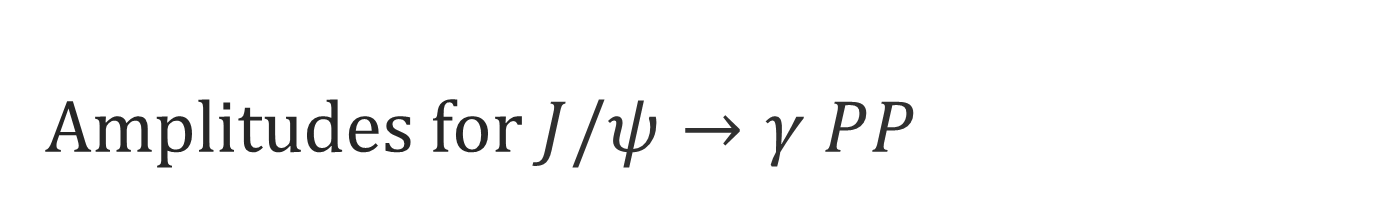 Amplitudes for J/ψ → γ PP